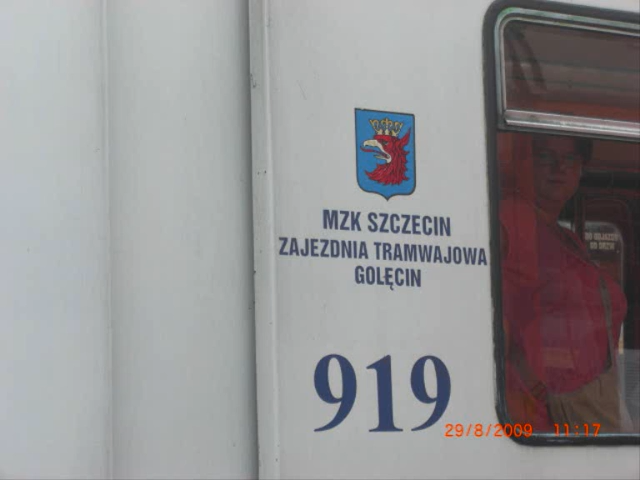 MZK SZCZECIN
ZAJEZDNIA TRAMWAJOWA
GOLĘCIN
919
29/8/2009 11:17